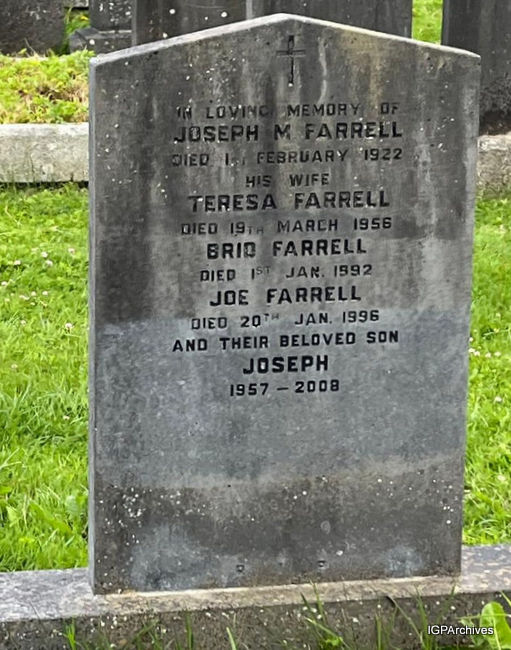 IN LOVING MEMORY OF
JOSEPH M FARRELL
DIED 1ST FEBRUARY 1922
HIS WIFE
TERESA FARRELL
DIED 19TH MARCH 1956
BRID FARRELL
DIED 1ST JAN. 1992
JOE FARRELL
DIED 20TH JAN. 1996
AND THEIR BELOVED SON
JOSEPH
1957 – 2008
IGPArchives